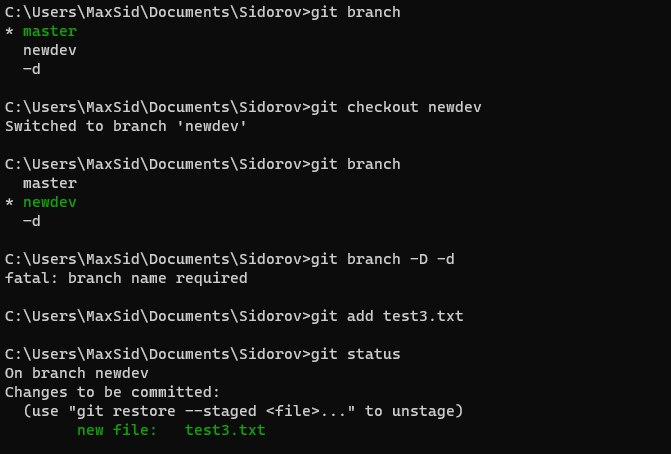 C:\Users\MaxSid\Documents\Sidorov>git branch
* master
  newdev
  –d

C:\Users\MaxSid\Documents\Sidorov>git checkout newdev
Switched to branch 'newdev'

C:\Users\MaxSid\Documents\Sidorov>git branch
  master
* newdev
  –d

C:\Users\MaxSid\Documents\Sidorov>git branch -D -d
fatal: branch name required

C:\Users\MaxSid\Documents\Sidorov>git add test3.txt

C:\Users\MaxSid\Documents\Sidorov>git status
On branch newdev
Changes to be committed:
  (use "git restore --staged <file>..." to unstage)
        new file:   test3.txt